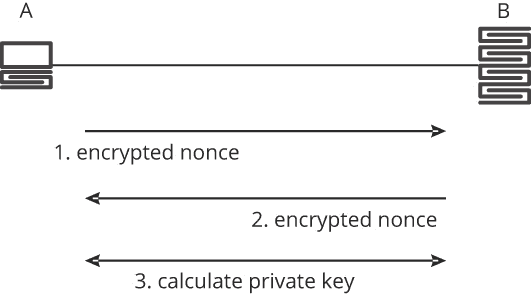 A
B
1. encrypted nonce
2. encrypted nonce
3. calculate private key